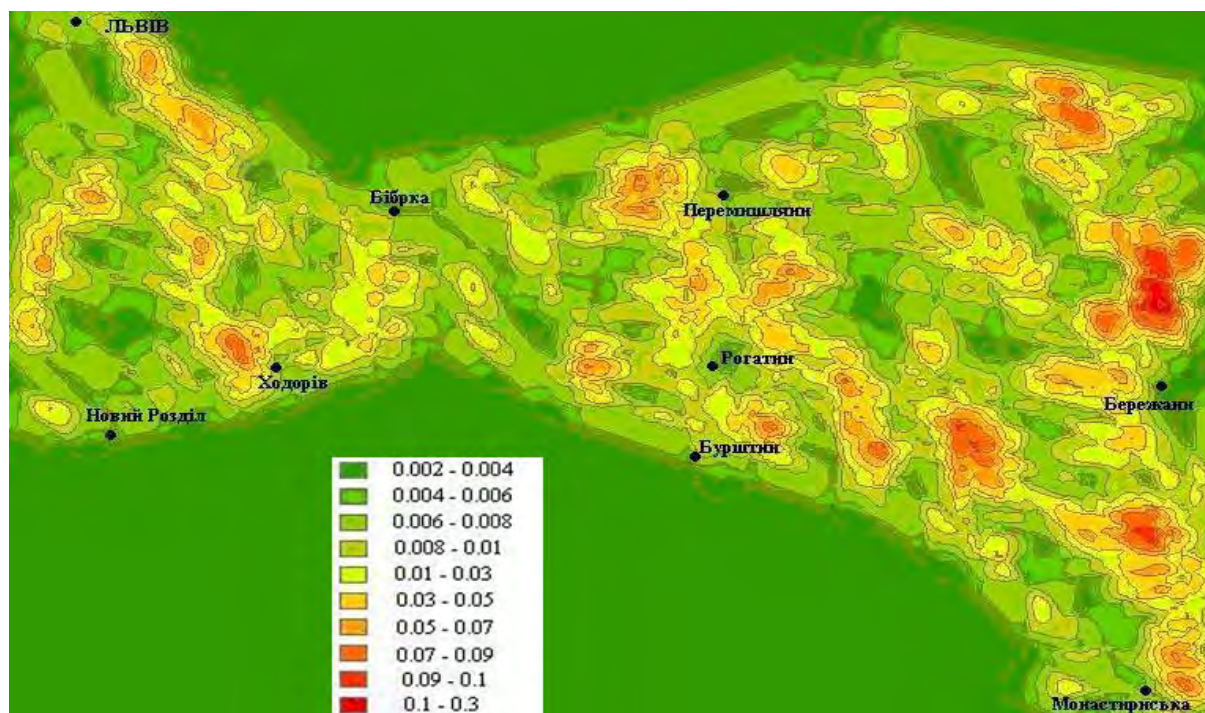 ЛЬВІВ
Бібрка
Перемишляни
Рогатин
Ходорів
Бережани
Новий Розділ
Бурштин
0.002 - 0.004
0.004 - 0.006
0.006 - 0.008
0.008 - 0.01
0.01 - 0.03
0.03 - 0.05
0.05 - 0.07
0.07 - 0.09
0.09 - 0.1
0.1 - 0.3
Монастириська